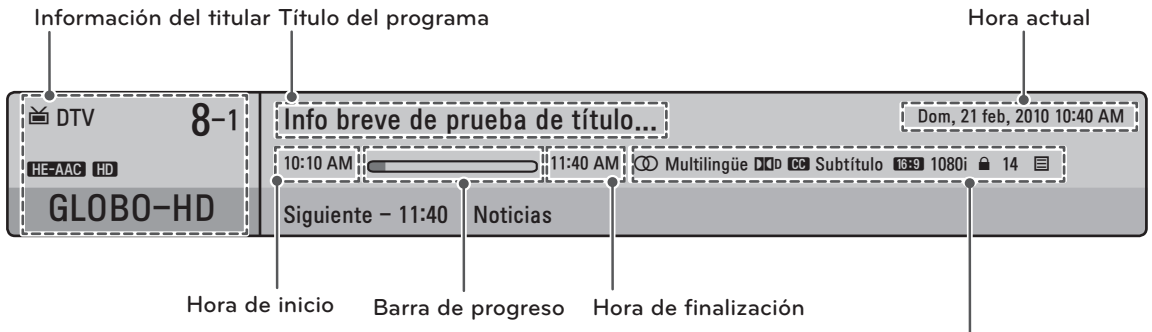 Información del titular Título del programa Hora actual
DTV 8-1 Info breve de prueba de título... Dom, 21 feb, 2010 10:40 AM
HE-AAC HD 10:10 AM 11:40 AM Multilingüe DD CC Subtítulo 16:9 1080i 14
GLOBO-HD Siguiente - 11:40 Noticias
Hora de inicio Barra de progreso Hora de finalización